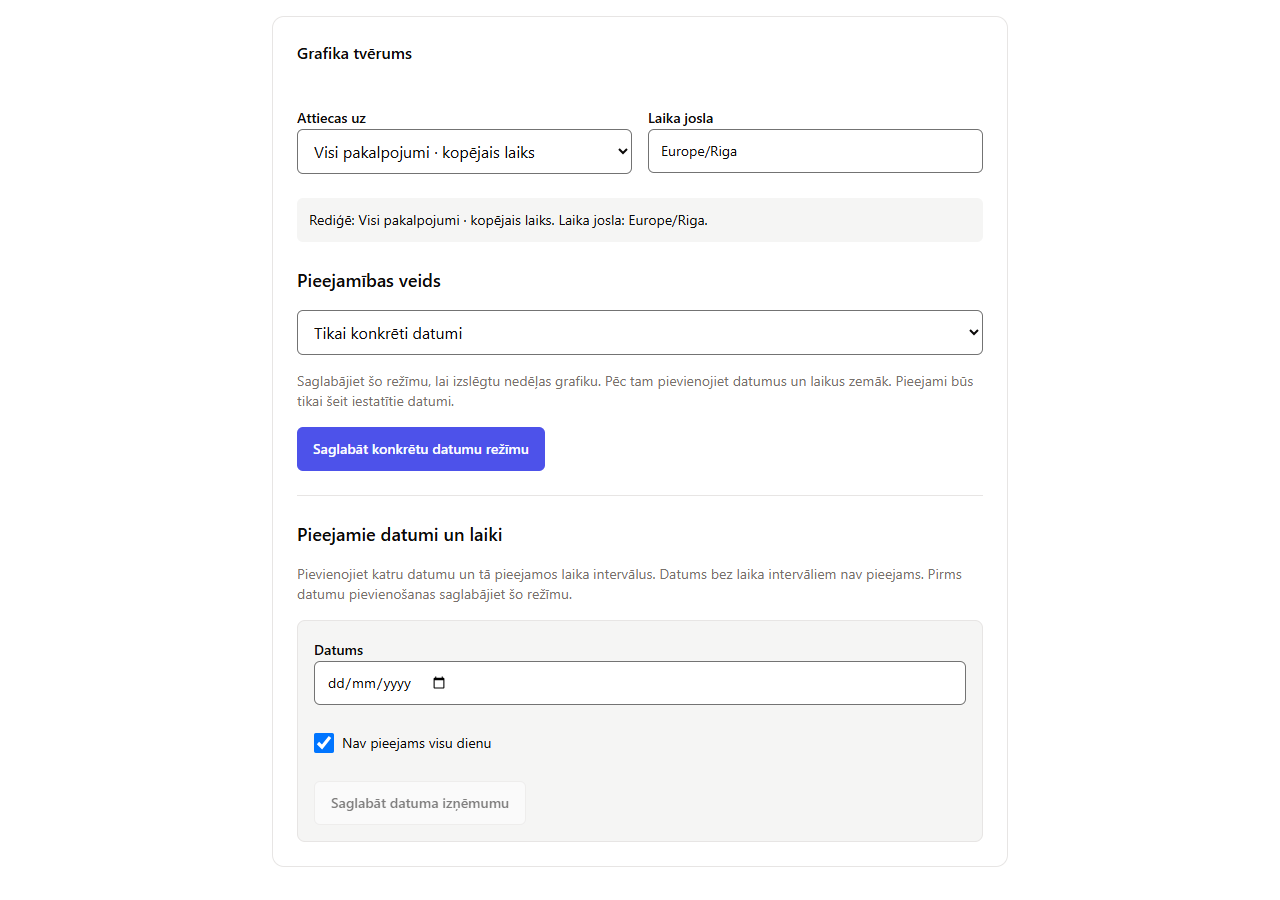 Grafika tvērums
Attiecas uz
Laika josla
Visi pakalpojumi · kopējais laiks
Europe/Riga
Rediģē: Visi pakalpojumi · kopējais laiks. Laika josla: Europe/Riga.
Pieejamības veids
Tikai konkrēti datumi
Saglabājiet šo režīmu, lai izslēgtu nedēļas grafiku. Pēc tam pievienojiet datumus un laikus zemāk. Pieejami būs
tikai šeit iestatītie datumi.
Saglabāt konkrētu datumu režīmu
Pieejamie datumi un laiki
Pievienojiet katru datumu un tā pieejamos laika intervālus. Datums bez laika intervāliem nav pieejams. Pirms
datumu pievienošanas saglabājiet šo režīmu.
Datums
dd/mm/yyyy
Nav pieejams visu dienu
Saglabāt datuma izņēmumu